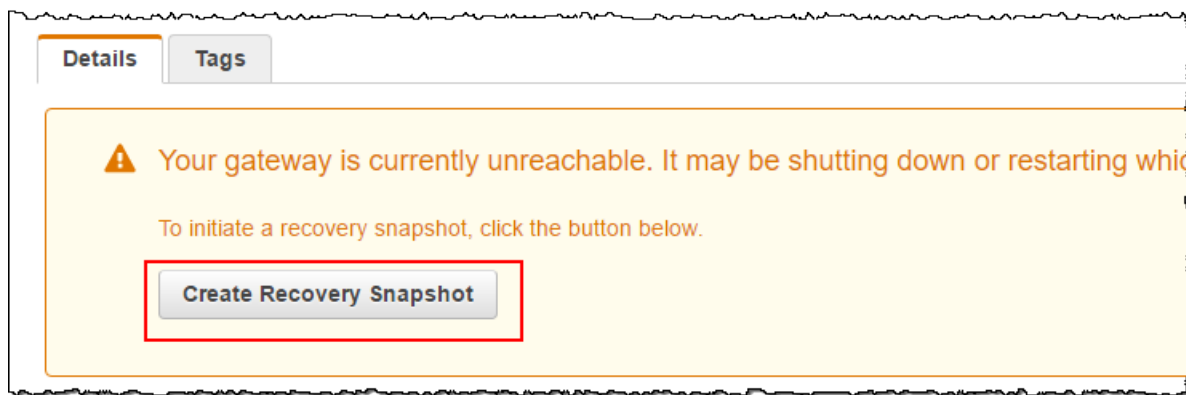 Details Tags
Your gateway is currently unreachable. It may be shutting down or restarting
To initiate a recovery snapshot, click the button below.
Create Recovery Snapshot